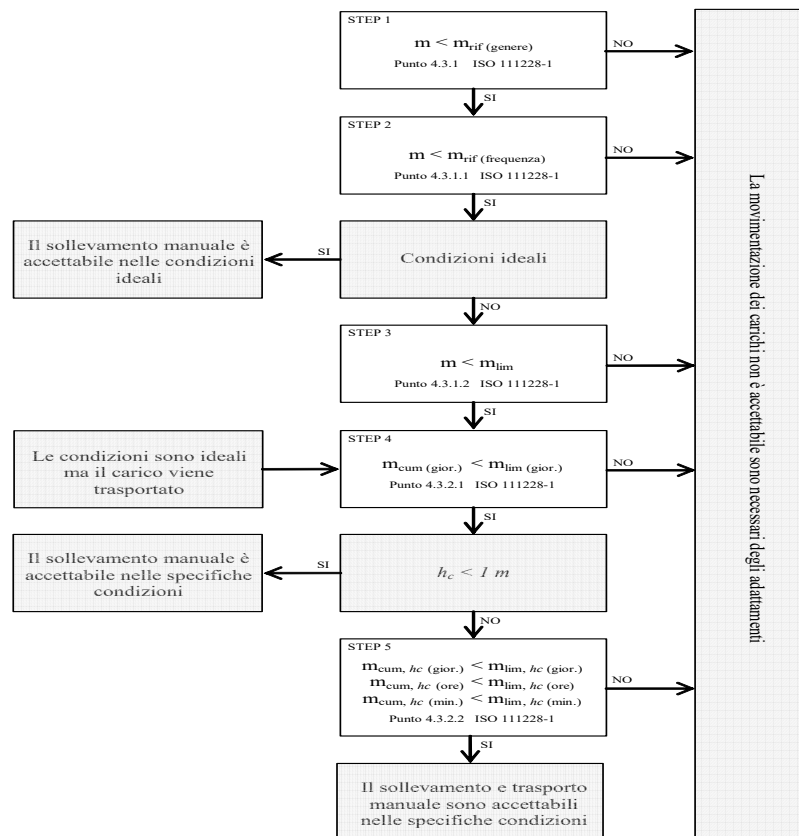 STEP 1
m < mrif (genere)
Punto 4.3.1 ISO 111228-1
NO
SI
STEP 2
m < mrif (frequenza)
Punto 4.3.1.1 ISO 111228-1
NO
SI
Il sollevamento manuale è
accettabile nelle condizioni
ideali
SI
Condizioni ideali
NO
STEP 3
m < mlim
Punto 4.3.1.2 ISO 111228-1
NO
SI
Le condizioni sono ideali
ma il carico viene
trasportato
STEP 4
mcum (gior.) < mlim (gior.)
Punto 4.3.2.1 ISO 111228-1
NO
SI
Il sollevamento manuale è
accettabile nelle specifiche
condizioni
SI
hc < 1 m
NO
STEP 5
mcum, hc (gior.) < mlim, hc (gior.)
mcum, hc (ore) < mlim, hc (ore)
mcum, hc (min.) < mlim, hc (min.)
Punto 4.3.2.2 ISO 111228-1
NO
SI
Il sollevamento e trasporto
manuale sono accettabili
nelle specifiche condizioni
La movimentazione dei carichi non è accettabile sono necessari degli adattamenti